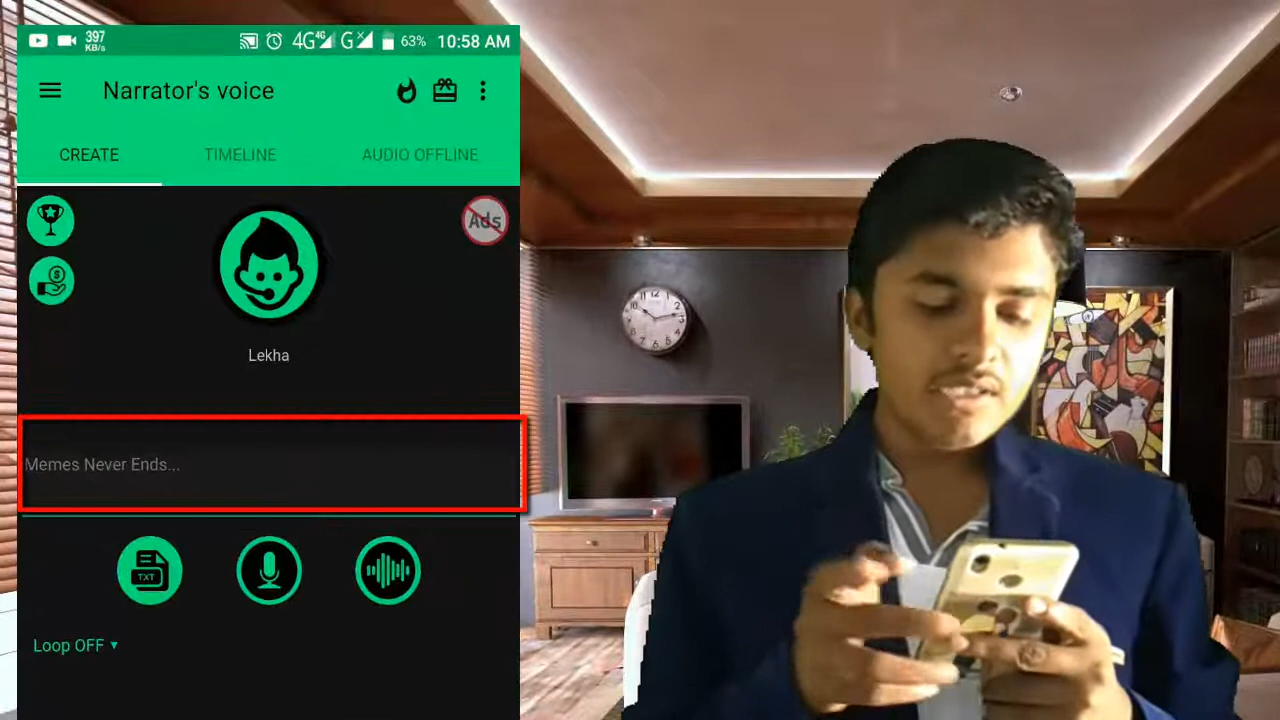 397
KB/s
4G 4G G X 63% 10:58 AM
Narrator's voice
CREATE TIMELINE AUDIO OFFLINE
Ads
$
Lekha
Memes Never Ends...
TXT
Loop OFF